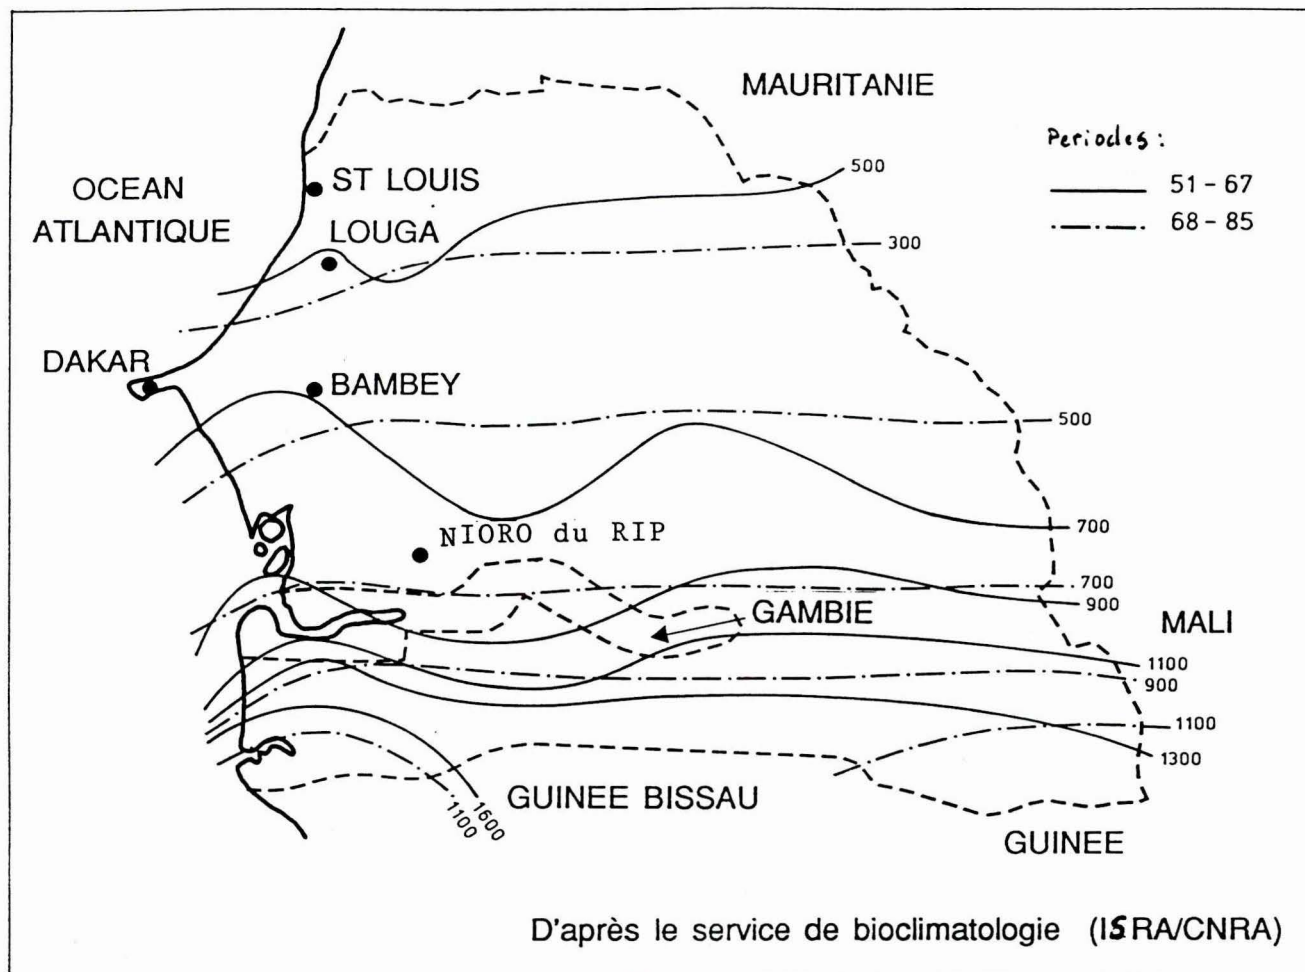 MAURITANIE
Periodes :
51 - 67
68 - 85
OCEAN
ATLANTIQUE
ST LOUIS
LOUGA
500
300
DAKAR
BAMBEY
500
700
NIORO du RIP
700
900
GAMBIE
MALI
1100
900
1100
1300
GUINEE BISSAU
1600
1100
GUINEE
D'après le service de bioclimatologie (ISRA/CNRA)